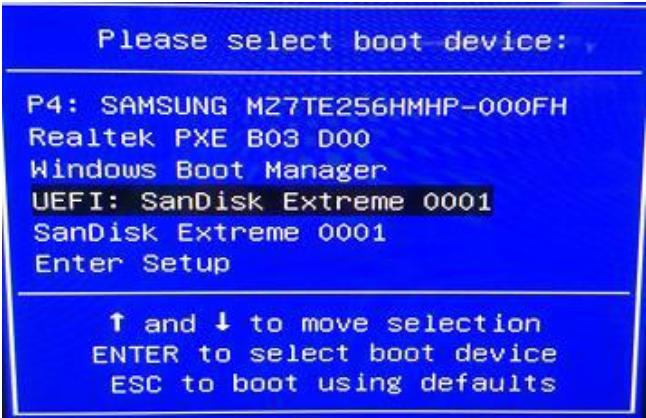 Please select boot device:
P4: SAMSUNG MZ7TE256HMHP-000FH
Realtek PXE B03 D00
Windows Boot Manager
UEFI: SanDisk Extreme 0001
SanDisk Extreme 0001
Enter Setup
↑ and ↓ to move selection
ENTER to select boot device
ESC to boot using defaults